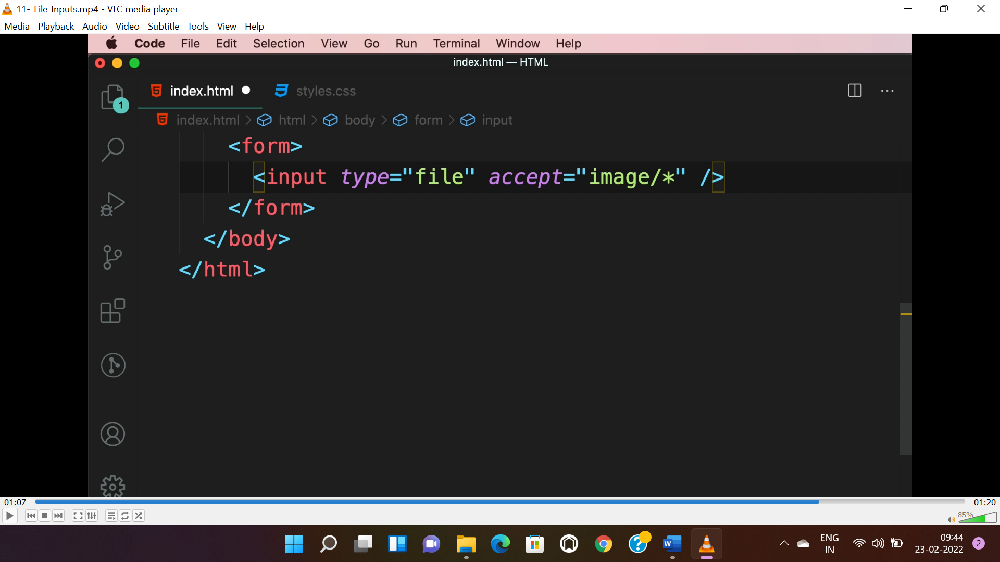 11-_File_Inputs.mp4 - VLC media player
Media Playback Audio Video Subtitle Tools View Help
Code File Edit Selection View Go Run Terminal Window Help
index.html — HTML
1
index.html styles.css
index.html > html > body > form > input
<form>
<input type="file" accept="image/*" />
</form>
</body>
</html>
01:07 01:20
85%
ENG 09:44
IN 23-02-2022 2